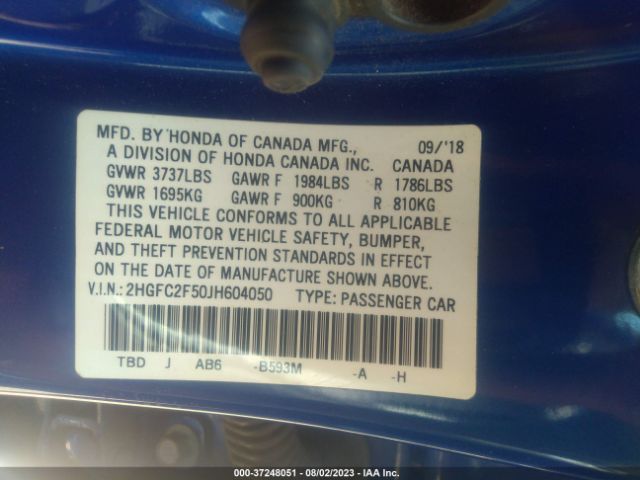 MFD. BY HONDA OF CANADA MFG., 09/'18
A DIVISION OF HONDA CANADA INC. CANADA
GVWR 3737LBS GAWR F 1984LBS R 1786LBS
GVWR 1695KG GAWR F 900KG R 810KG
THIS VEHICLE CONFORMS TO ALL APPLICABLE
FEDERAL MOTOR VEHICLE SAFETY, BUMPER,
AND THEFT PREVENTION STANDARDS IN EFFECT
ON THE DATE OF MANUFACTURE SHOWN ABOVE.
V.I.N.: 2HGFC2F50JH604050 TYPE: PASSENGER CAR
TBD J AB6 -B593M -A -H
000-37248051 - 08/02/2023 - IAA Inc.